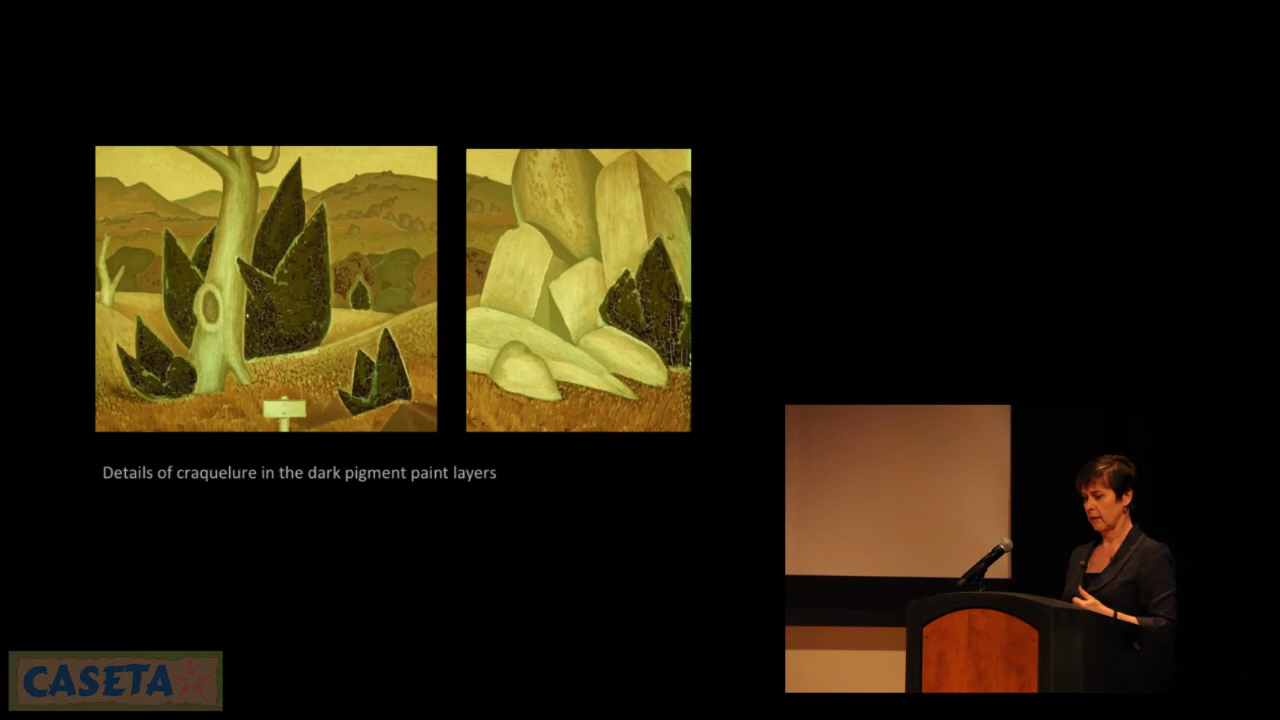 Details of craquelure in the dark pigment paint layers
CASETA